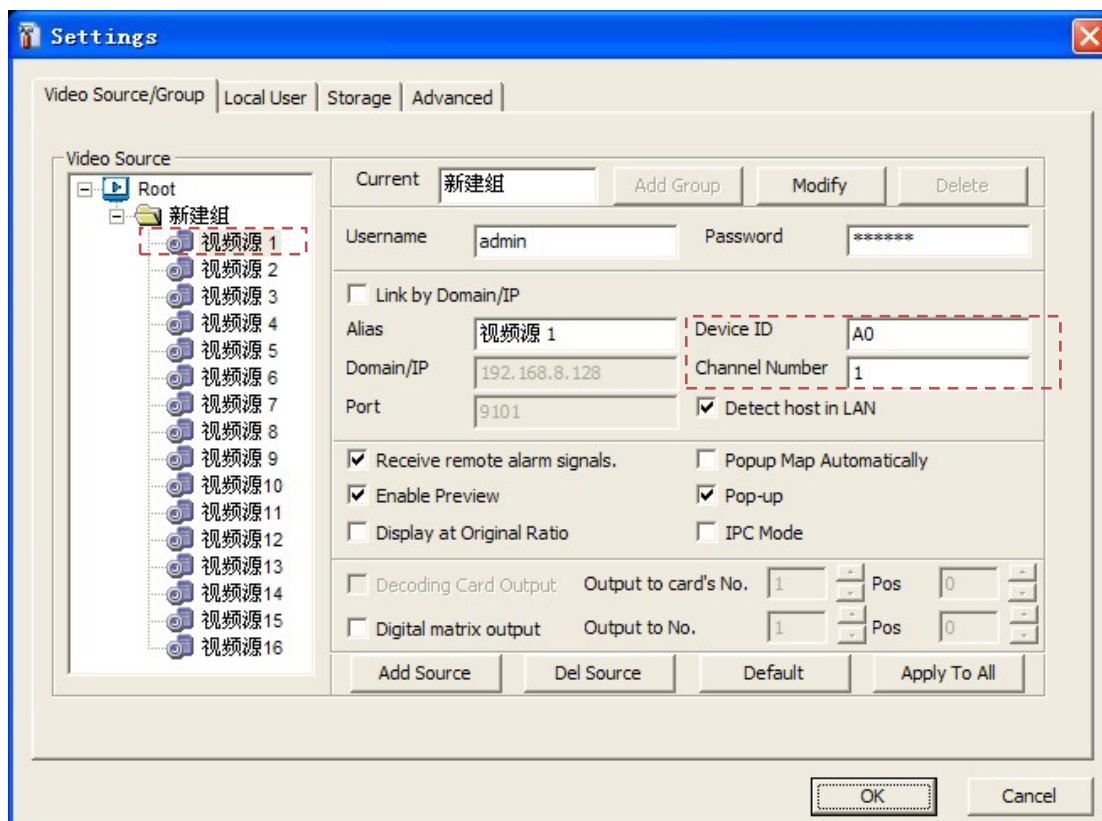 Settings
Video Source/Group Local User Storage Advanced
Video Source
Root
新建组
视频源 1
视频源 2
视频源 3
视频源 4
视频源 5
视频源 6
视频源 7
视频源 8
视频源 9
视频源10
视频源11
视频源12
视频源13
视频源14
视频源15
视频源16
Current 新建组 Add Group Modify Delete
Username admin Password ******
Link by Domain/IP
Alias 视频源 1 Device ID A0
Domain/IP 192.168.8.128 Channel Number 1
Port 9101 Detect host in LAN
Receive remote alarm signals. Popup Map Automatically
Enable Preview Pop-up
Display at Original Ratio IPC Mode
Decoding Card Output Output to card's No. 1 Pos 0
Digital matrix output Output to No. 1 Pos 0
Add Source Del Source Default Apply To All
OK Cancel